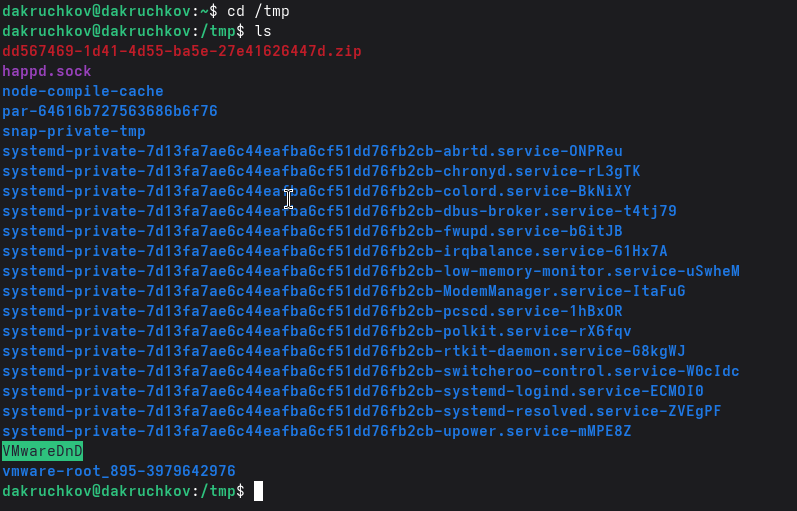 dakruchkov@dakruchkov:~$ cd /tmp
dakruchkov@dakruchkov:/tmp$ ls
dd567469-1d41-4d55-ba5e-27e41626447d.zip
happd.sock
node-compile-cache
par-64616b727563686b6f76
snap-private-tmp
systemd-private-7d13fa7ae6c44eafba6cf51dd76fb2cb-abrtd.service-ONPReu
systemd-private-7d13fa7ae6c44eafba6cf51dd76fb2cb-chronyd.service-rL3gTK
systemd-private-7d13fa7ae6c44eafba6cf51dd76fb2cb-colord.service-BkNiXY
systemd-private-7d13fa7ae6c44eafba6cf51dd76fb2cb-dbus-broker.service-t4tj79
systemd-private-7d13fa7ae6c44eafba6cf51dd76fb2cb-fwupd.service-b6itJB
systemd-private-7d13fa7ae6c44eafba6cf51dd76fb2cb-irqbalance.service-61Hx7A
systemd-private-7d13fa7ae6c44eafba6cf51dd76fb2cb-low-memory-monitor.service-uSwheM
systemd-private-7d13fa7ae6c44eafba6cf51dd76fb2cb-ModemManager.service-ItaFuG
systemd-private-7d13fa7ae6c44eafba6cf51dd76fb2cb-pcscd.service-1hBxOR
systemd-private-7d13fa7ae6c44eafba6cf51dd76fb2cb-polkit.service-rX6fqv
systemd-private-7d13fa7ae6c44eafba6cf51dd76fb2cb-rtkit-daemon.service-G8kgWJ
systemd-private-7d13fa7ae6c44eafba6cf51dd76fb2cb-switcheroo-control.service-W0cIdc
systemd-private-7d13fa7ae6c44eafba6cf51dd76fb2cb-systemd-logind.service-ECMOI0
systemd-private-7d13fa7ae6c44eafba6cf51dd76fb2cb-systemd-resolved.service-ZVEgPF
systemd-private-7d13fa7ae6c44eafba6cf51dd76fb2cb-upower.service-mMPE8Z
VMwareDnD
vmware-root_895-3979642976
dakruchkov@dakruchkov:/tmp$